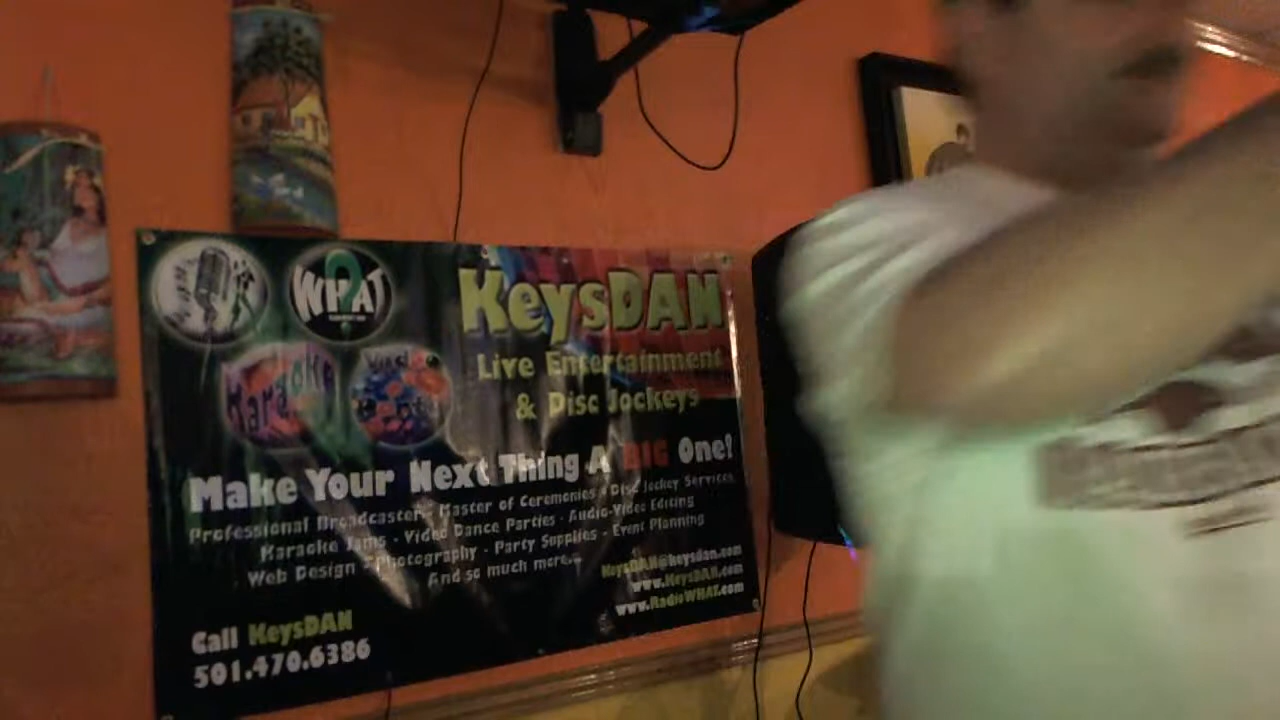 WHAT
KeysDAN
Karaoke
Live Entertainment
& Disc Jockeys
Make Your Next Thing A BIG One!
Professional Broadcaster - Master of Ceremonies - Disc Jockey Services
Karaoke Jams - Video Dance Parties - Audio-Video Editing
Web Design - Photography - Party Supplies - Event Planning
And so much more...
KeysDAN@keysdan.com
www.KeysDAN.com
www.RadioWHAT.com
Call KeysDAN
501.470.6386